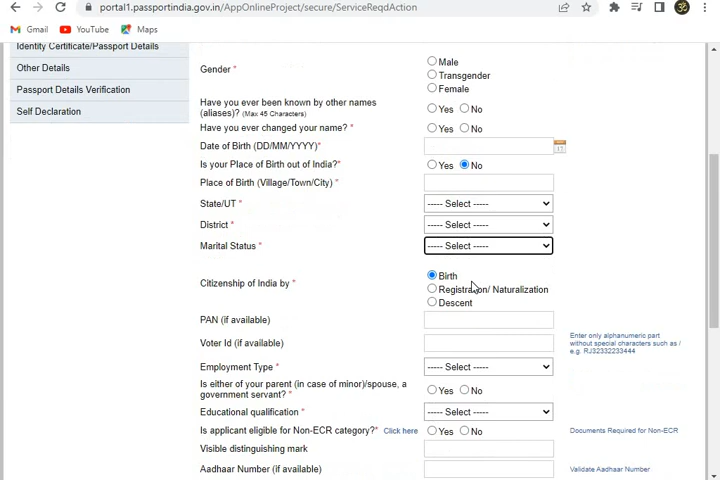 portal1.passportindia.gov.in/AppOnlineProject/secure/ServiceReqdAction
Gmail YouTube Maps
Identity Certificate/Passport Details
Other Details
Passport Details Verification
Self Declaration
Gender *
Male
Transgender
Female
Have you ever been known by other names (aliases)? (Max 45 Characters) *
Yes No
Have you ever changed your name? *
Yes No
Date of Birth (DD/MM/YYYY)*
Is your Place of Birth out of India?*
Yes No
Place of Birth (Village/Town/City) *
State/UT *
----- Select -----
District *
----- Select -----
Marital Status *
----- Select -----
Citizenship of India by *
Birth
Registration/ Naturalization
Descent
PAN (if available)
Voter Id (if available)
Enter only alphanumeric part
without special characters such as /
e.g. RJ32332233444
Employment Type *
----- Select -----
Is either of your parent (in case of minor)/spouse, a
government servant? *
Yes No
Educational qualification *
----- Select -----
Is applicant eligible for Non-ECR category?* Click here
Yes No
Documents Required for Non-ECR
Visible distinguishing mark
Aadhaar Number (if available)
Validate Aadhaar Number